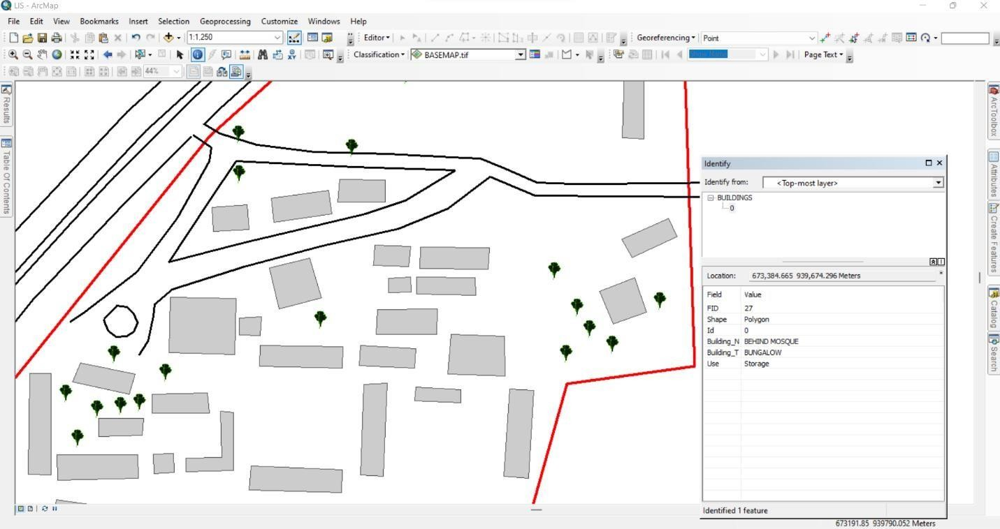 LIS - ArcMap
File Edit View Bookmarks Insert Selection Geoprocessing Customize Windows Help
1:1,250 Editor Georeferencing Point
Classification BASEMAP.tif Page Text
44%
Results
Table Of Contents
ArcToolbox
Attributes
Create Features
Catalog
Search
Identify
Identify from: <Top-most layer>
BUILDINGS
0
Location: 673,384.665 939,674.296 Meters
Field Value
FID 27
Shape Polygon
Id 0
Building_N BEHIND MOSQUE
Building_T BUNGALOW
Use Storage
Identified 1 feature
673191.85 939790.052 Meters